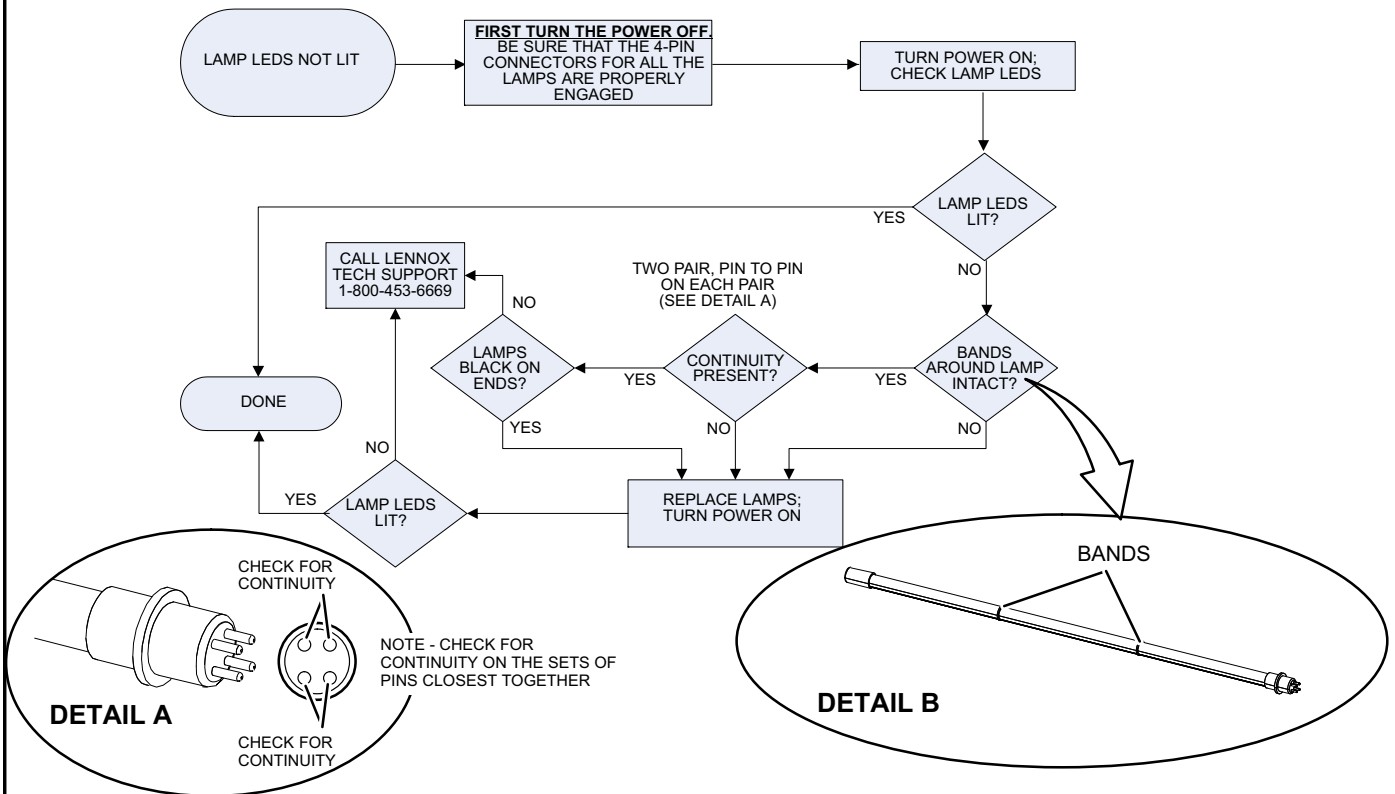 LAMP LEDS NOT LIT
FIRST TURN THE POWER OFF.
BE SURE THAT THE 4-PIN
CONNECTORS FOR ALL THE
LAMPS ARE PROPERLY
ENGAGED
TURN POWER ON;
CHECK LAMP LEDS
LAMP LEDS
LIT?
YES
NO
BANDS
AROUND LAMP
INTACT?
YES
NO
TWO PAIR, PIN TO PIN
ON EACH PAIR
(SEE DETAIL A)
CONTINUITY
PRESENT?
YES
NO
LAMPS
BLACK ON
ENDS?
NO
YES
CALL LENNOX
TECH SUPPORT
1-800-453-6669
REPLACE LAMPS;
TURN POWER ON
LAMP LEDS
LIT?
NO
YES
DONE
CHECK FOR
CONTINUITY
NOTE - CHECK FOR
CONTINUITY ON THE SETS OF
PINS CLOSEST TOGETHER
DETAIL A
CHECK FOR
CONTINUITY
BANDS
DETAIL B